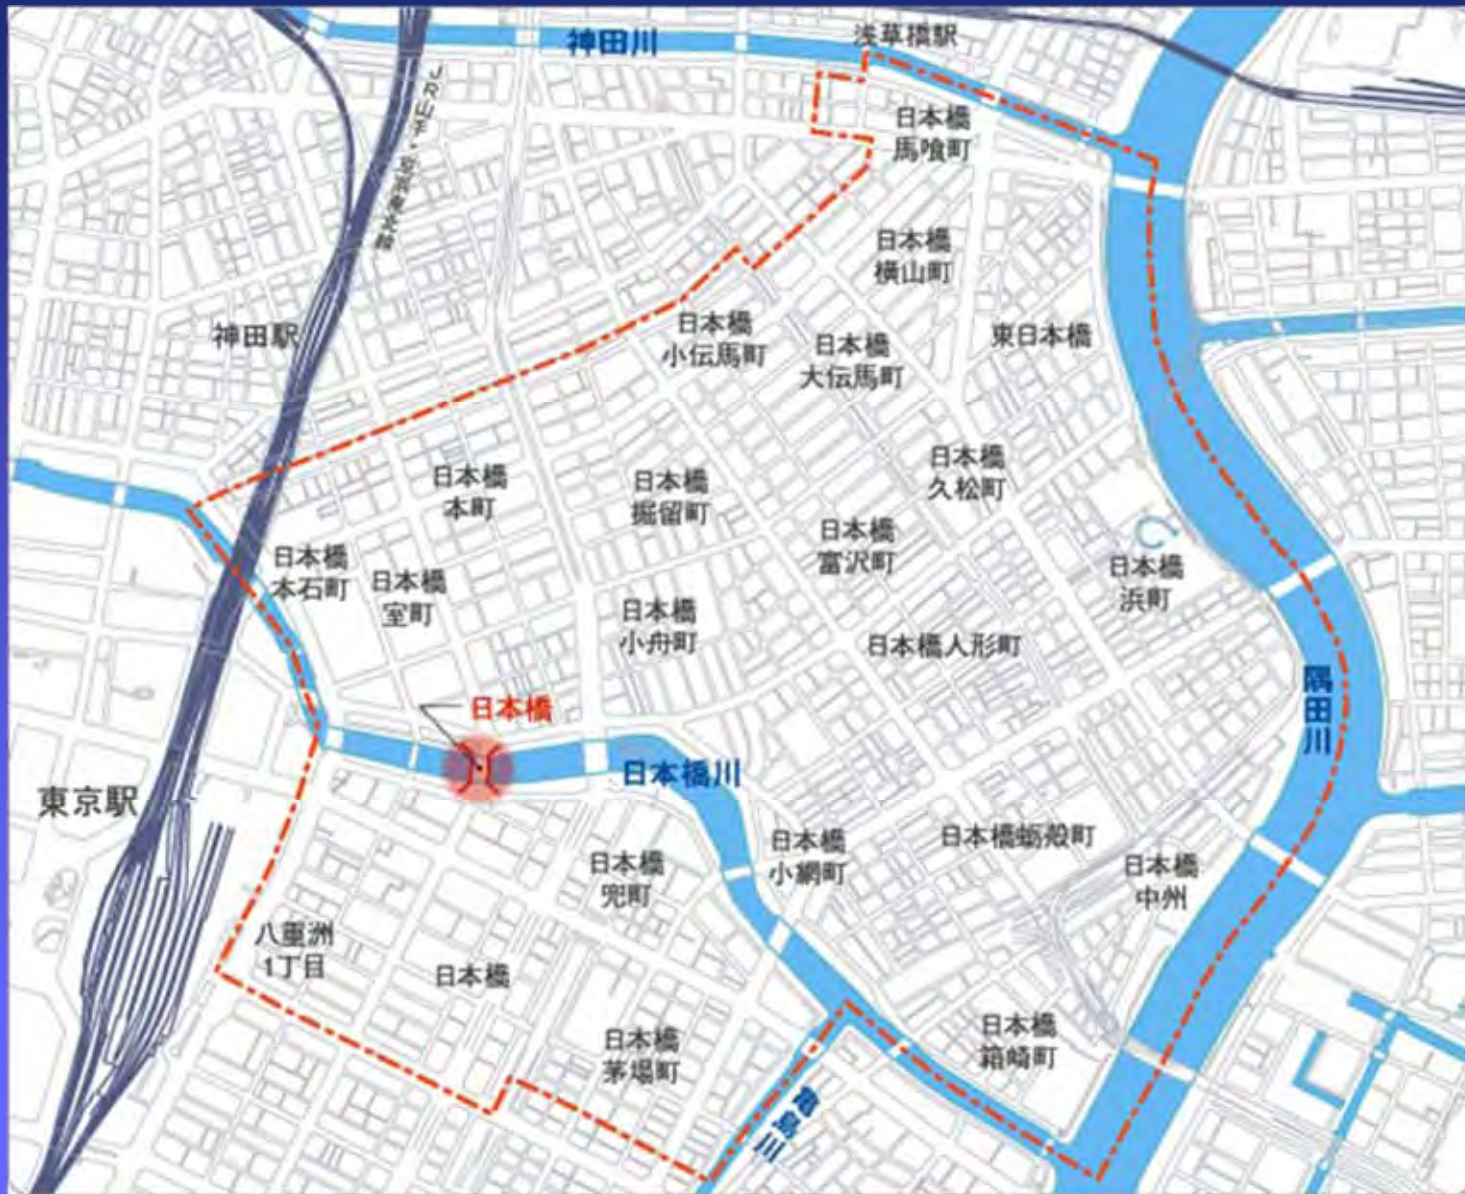 神田川
浅草橋駅
JR山手・京浜東北線
日本橋
馬喰町
日本橋
横山町
神田駅
日本橋
小伝馬町
日本橋
大伝馬町
東日本橋
日本橋
本町
日本橋
掘留町
日本橋
久松町
日本橋
富沢町
日本橋
本石町
日本橋
室町
日本橋
小舟町
日本橋
浜町
日本橋人形町
隅田川
日本橋
日本橋川
東京駅
日本橋
小網町
日本橋蛎殻町
日本橋
兜町
日本橋
中州
八重洲
1丁目
日本橋
日本橋
茅場町
日本橋
箱崎町
亀島川